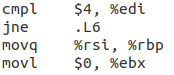 cmpl $4, %edi
jne .L6
movq %rsi, %rbp
movl $0, %ebx